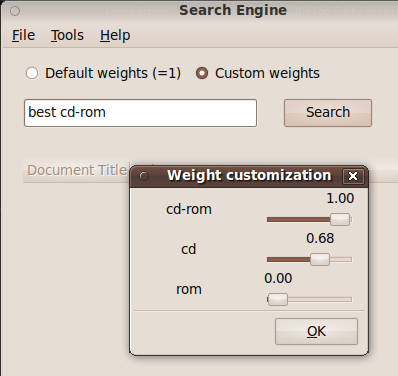 Search Engine
File Tools Help
Default weights (=1) Custom weights
best cd-rom Search
Document Title
Weight customization
1.00
cd-rom
0.68
cd
0.00
rom
OK